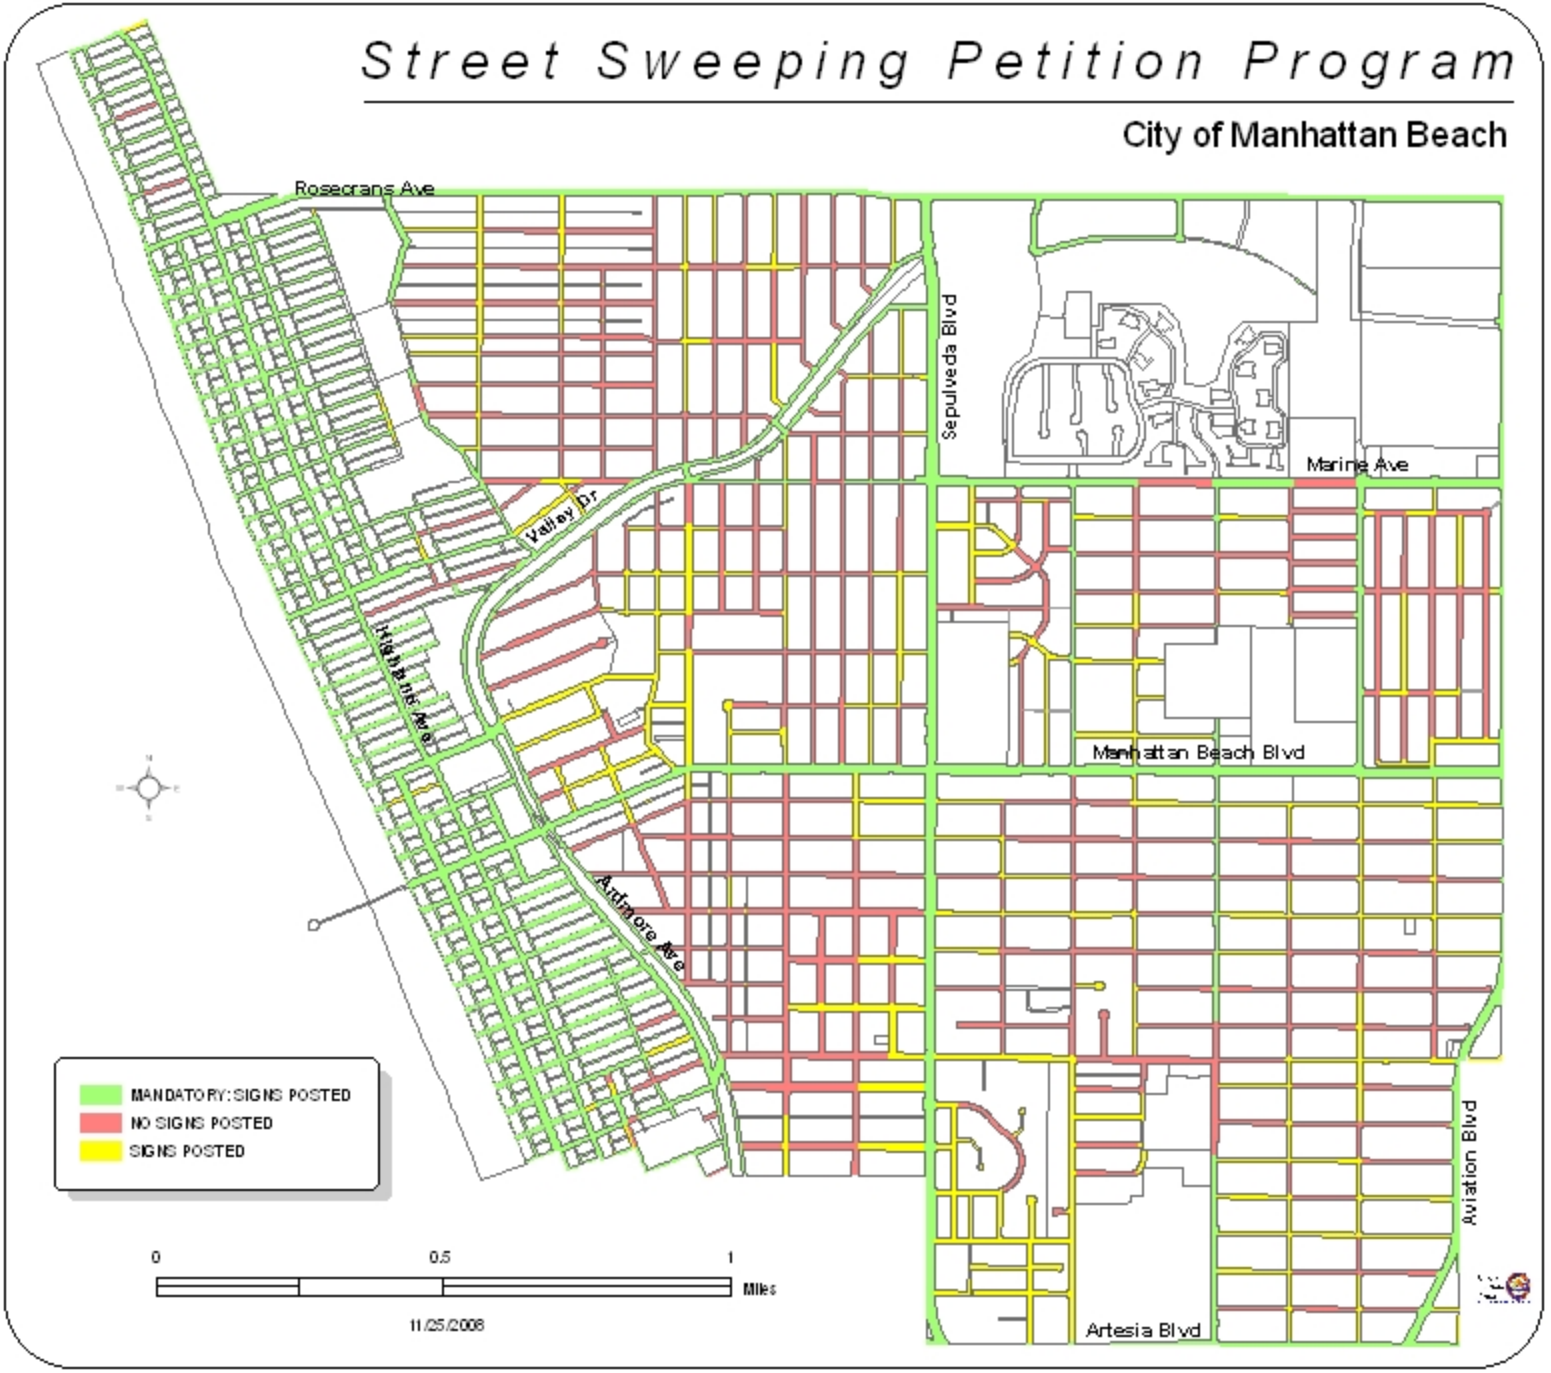 Street Sweeping Petition Program
City of Manhattan Beach
Rosecrans Ave
Sepulveda Blvd
Marine Ave
Valley Dr
Highland Ave
Manhattan Beach Blvd
Ardmore Ave
N
W
E
S
MANDATORY: SIGNS POSTED
NO SIGNS POSTED
SIGNS POSTED
Aviation Blvd
0 0.5 1
Miles
11/25/2008
Artesia Blvd